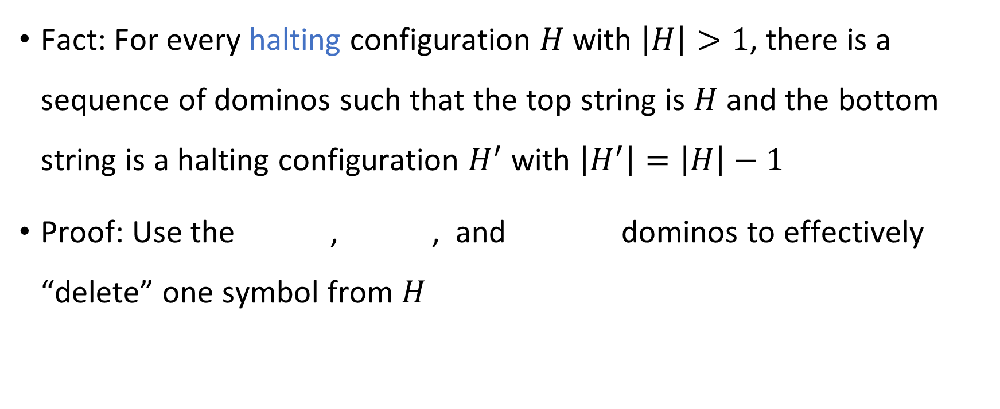 • Fact: For every halting configuration H with |H| > 1, there is a
sequence of dominos such that the top string is H and the bottom
string is a halting configuration H′ with |H′| = |H| − 1
• Proof: Use the , , and dominos to effectively
“delete” one symbol from H